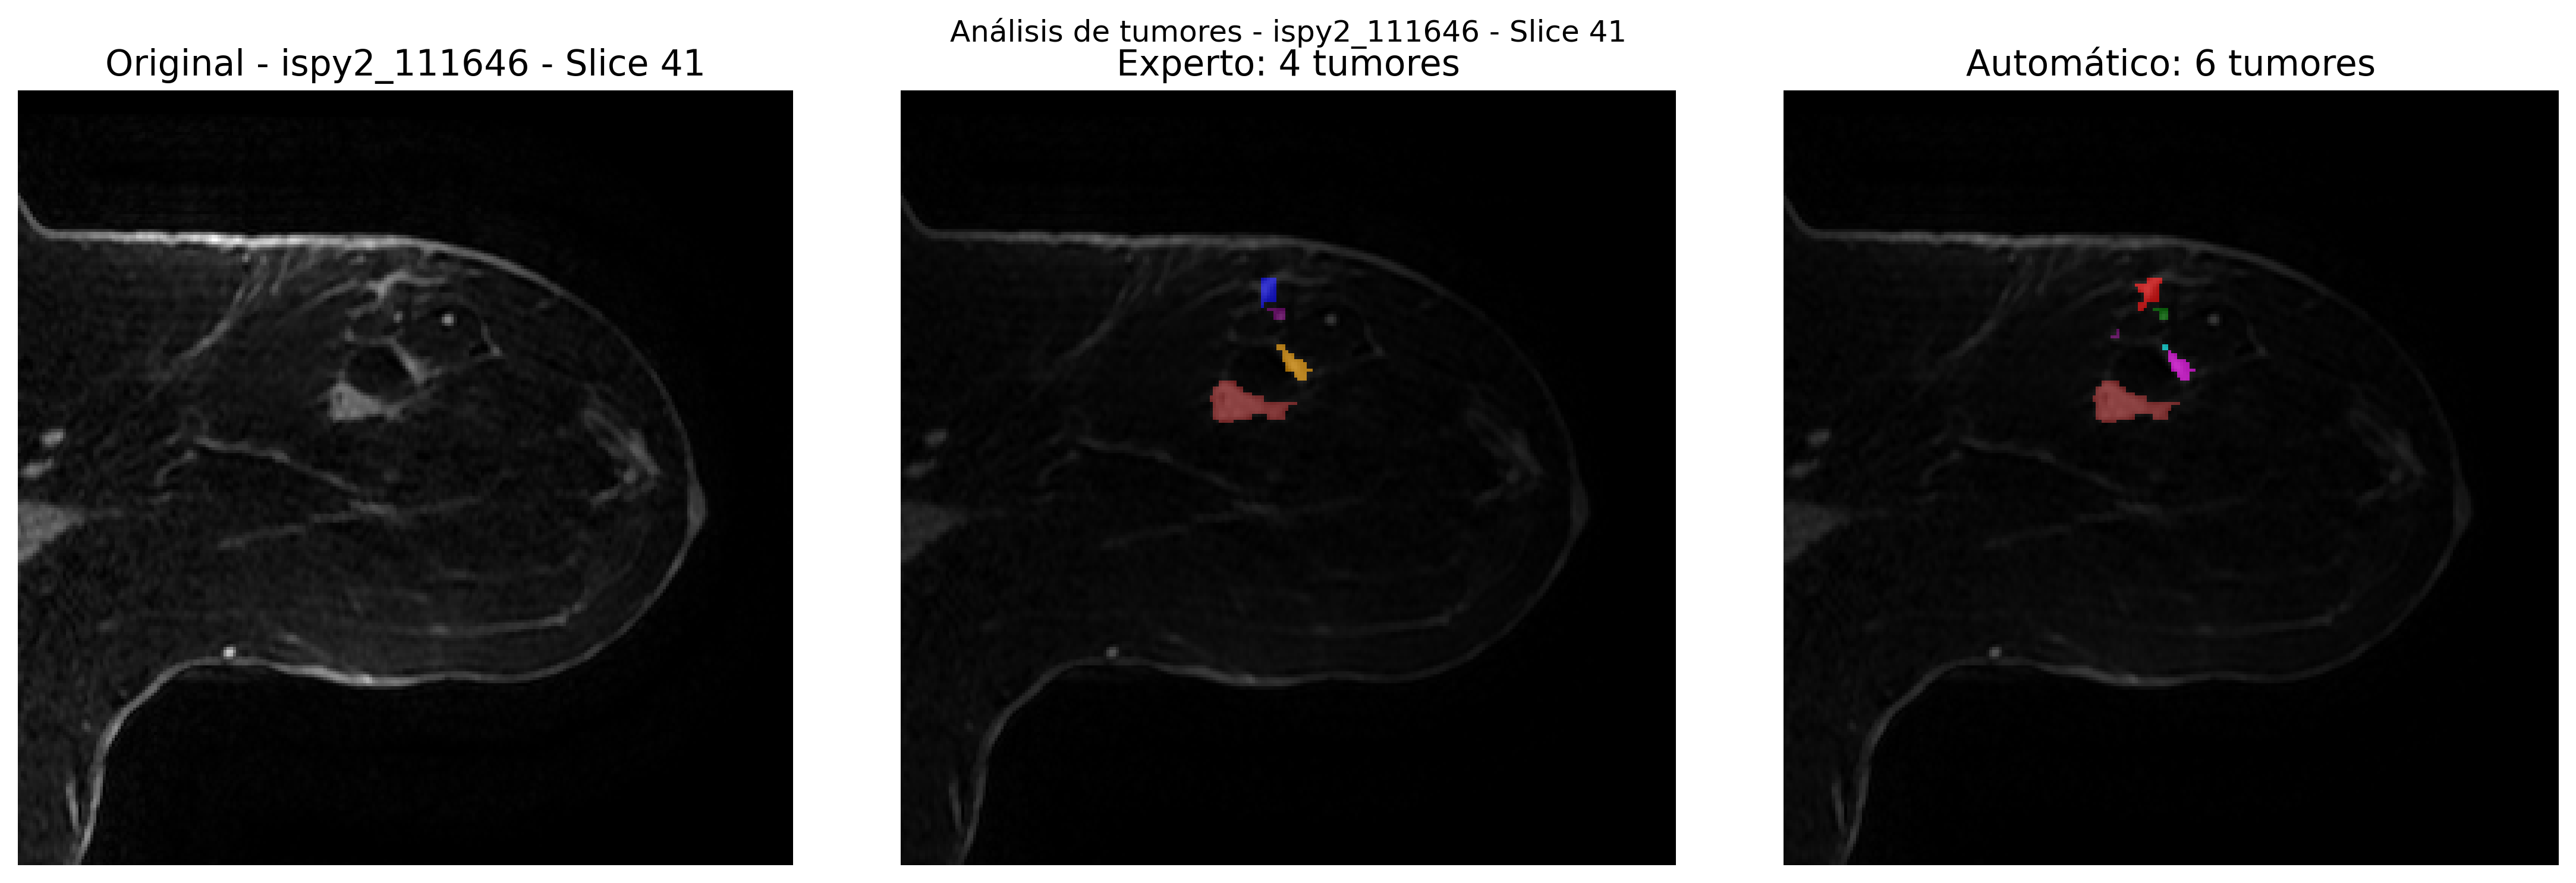 Análisis de tumores - ispy2_111646 - Slice 41
Original - ispy2_111646 - Slice 41
Experto: 4 tumores
Automático: 6 tumores